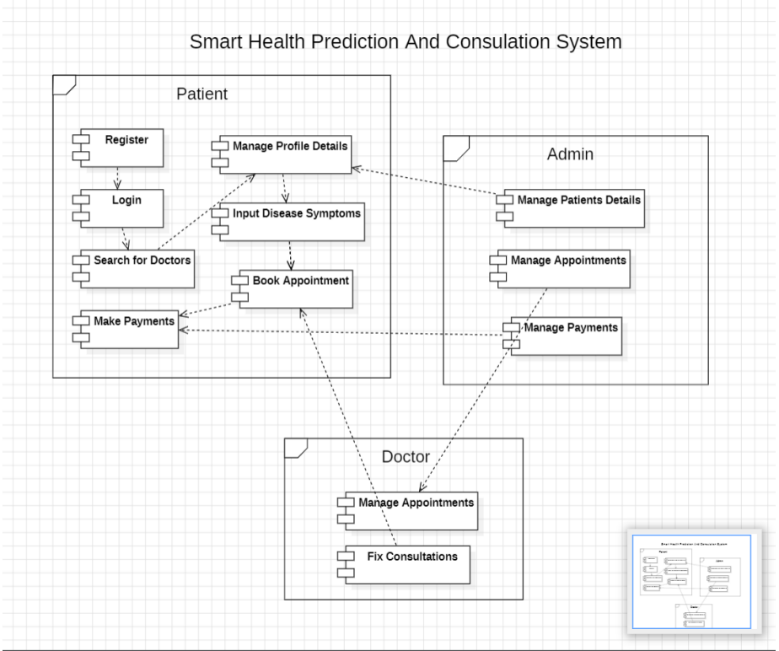 Smart Health Prediction And Consulation System
Patient
Register
Manage Profile Details
Login
Input Disease Symptoms
Search for Doctors
Book Appointment
Make Payments
Admin
Manage Patients Details
Manage Appointments
Manage Payments
Doctor
Manage Appointments
Fix Consultations